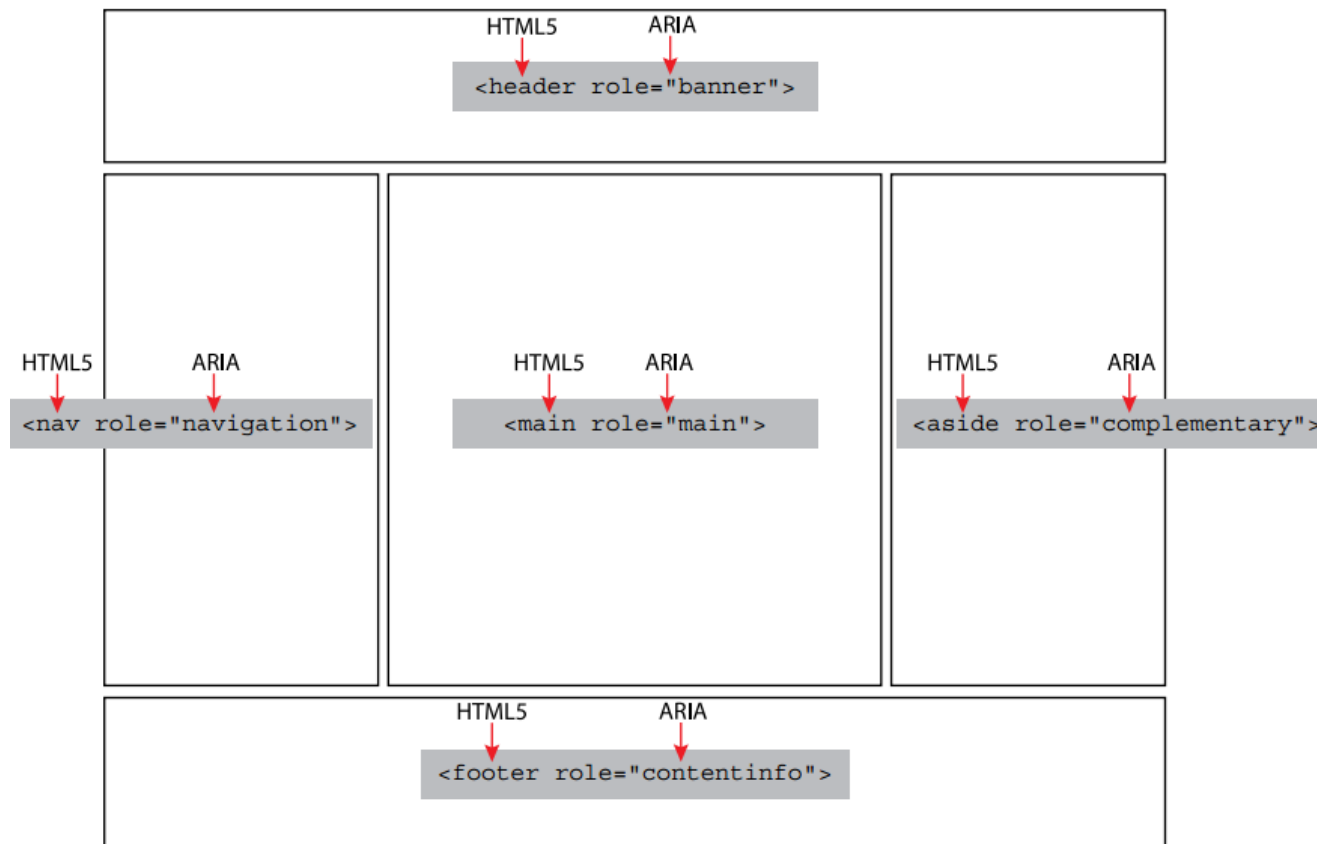 HTML5 ARIA
<header role="banner">
HTML5 ARIA
<nav role="navigation">
HTML5 ARIA
<main role="main">
HTML5 ARIA
<aside role="complementary">
HTML5 ARIA
<footer role="contentinfo">